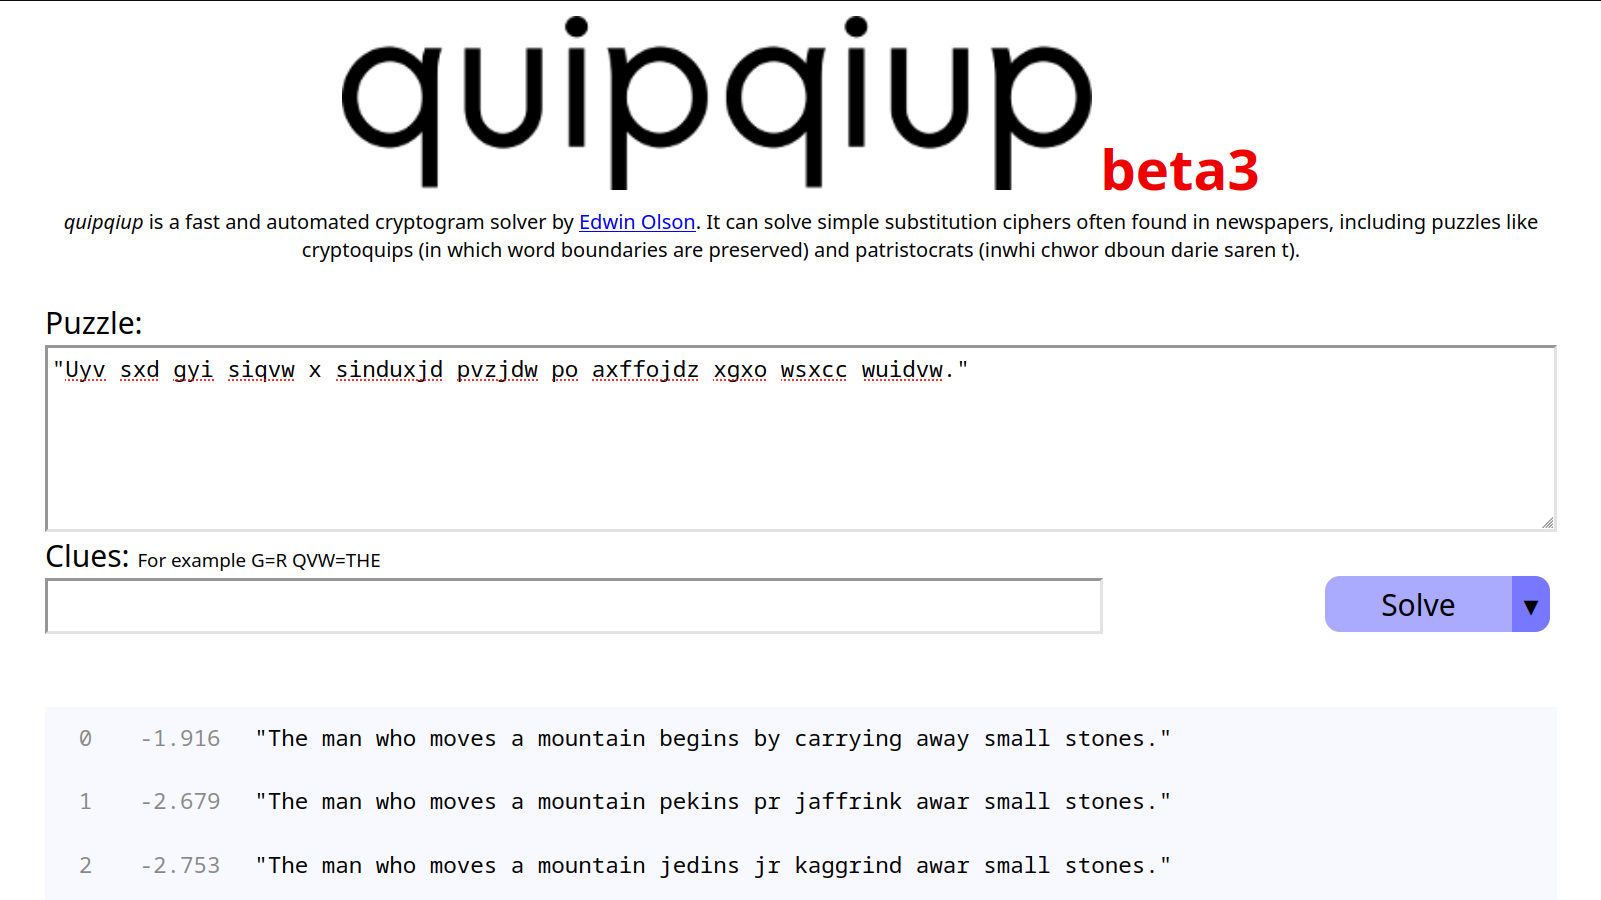 quipqiup beta3
quipqiup is a fast and automated cryptogram solver by Edwin Olson. It can solve simple substitution ciphers often found in newspapers, including puzzles like
cryptoquips (in which word boundaries are preserved) and patristocrats (inwhi chwor dboun darie saren t).
Puzzle:
"Uyv sxd gyi siqvw x sinduxjd pvzjdw po axffojdz xgxo wsxcc wuidvw."
Clues: For example G=R QVW=THE
Solve ▼
0 -1.916 "The man who moves a mountain begins by carrying away small stones."
1 -2.679 "The man who moves a mountain pekins pr jaffrink awar small stones."
2 -2.753 "The man who moves a mountain jedins jr kaggrind awar small stones."